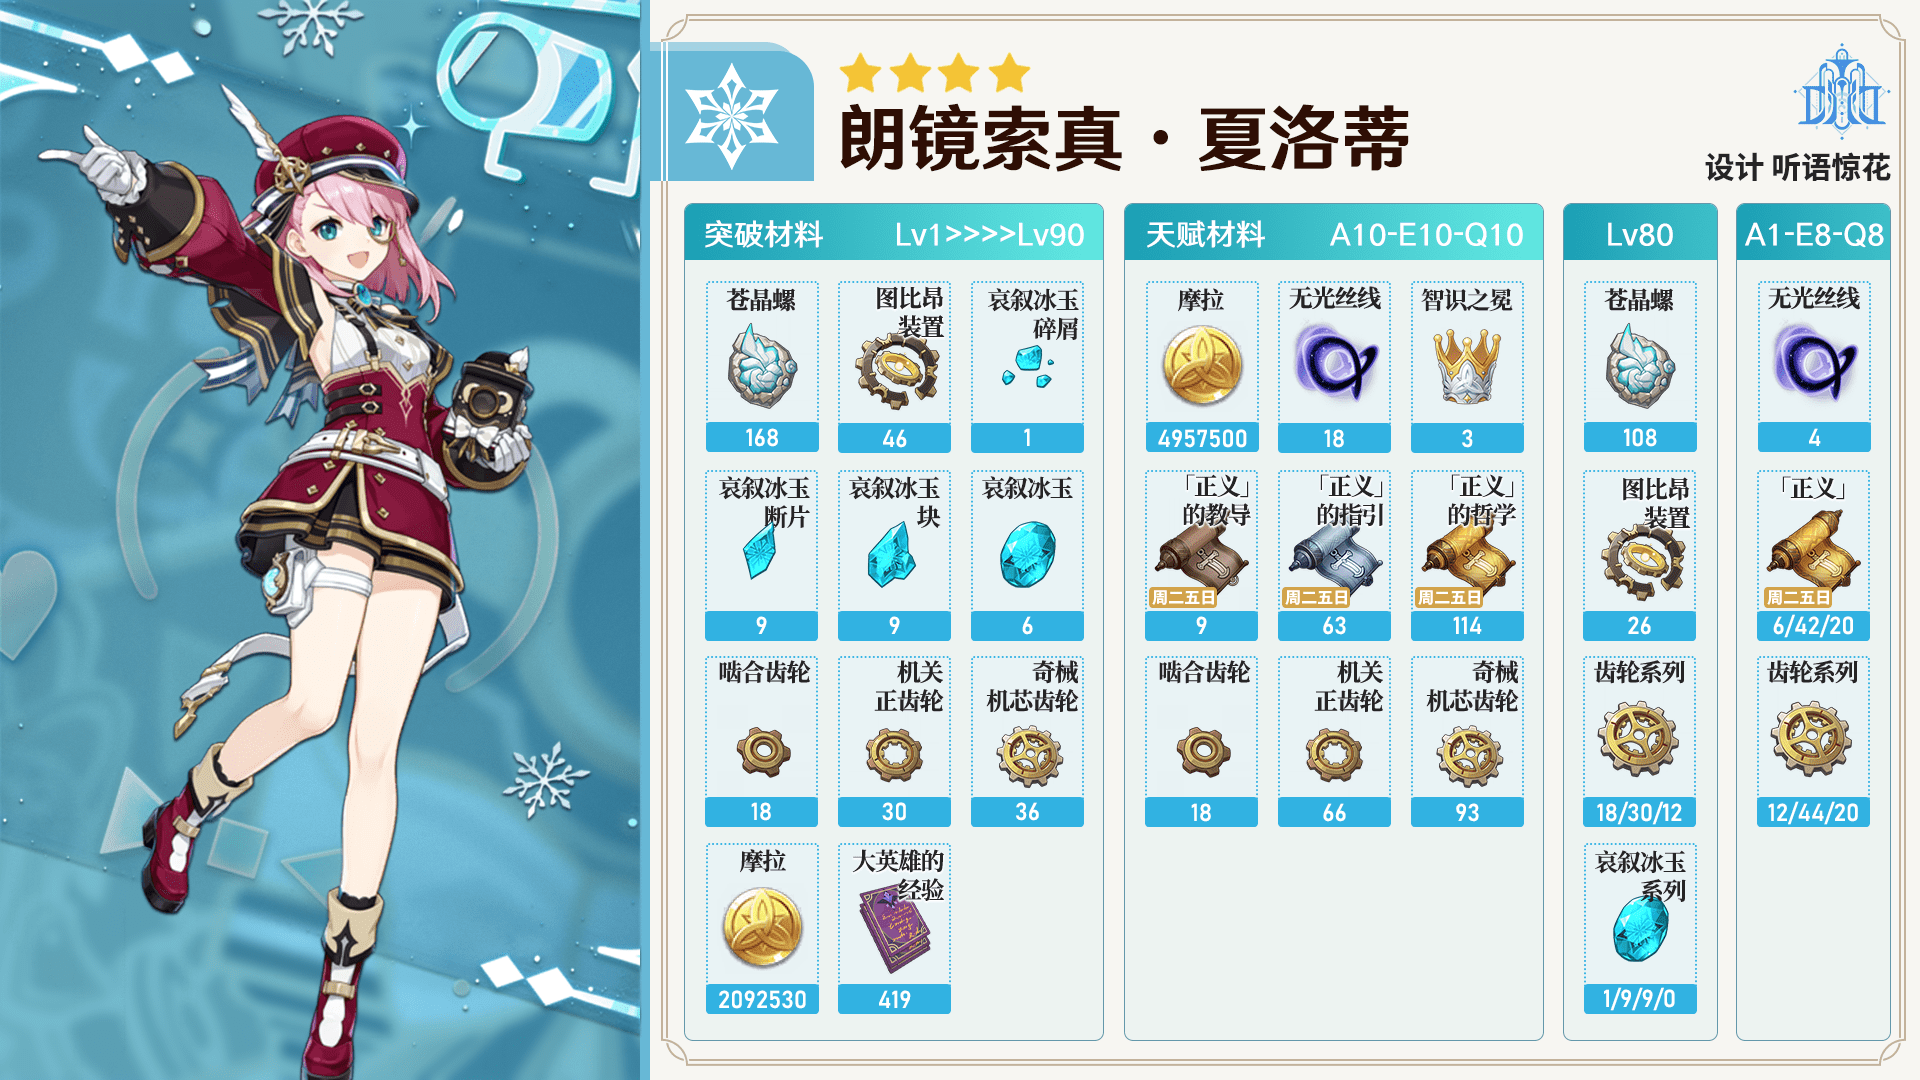 朗镜索真·夏洛蒂
设计 听语惊花
突破材料 Lv1>>>>Lv90
苍晶螺
168
图比昂
装置
46
哀叙冰玉
碎屑
1
哀叙冰玉
断片
9
哀叙冰玉
块
9
哀叙冰玉
6
啮合齿轮
18
机关
正齿轮
30
奇械
机芯齿轮
36
摩拉
2092530
大英雄的
经验
419
天赋材料 A10-E10-Q10
摩拉
4957500
无光丝线
18
智识之冕
3
「正义」
的教导
周二五日
9
「正义」
的指引
周二五日
63
「正义」
的哲学
周二五日
114
啮合齿轮
18
机关
正齿轮
66
奇械
机芯齿轮
93
Lv80
苍晶螺
108
图比昂
装置
26
齿轮系列
18/30/12
哀叙冰玉
系列
1/9/9/0
A1-E8-Q8
无光丝线
4
「正义」
周二五日
6/42/20
齿轮系列
12/44/20